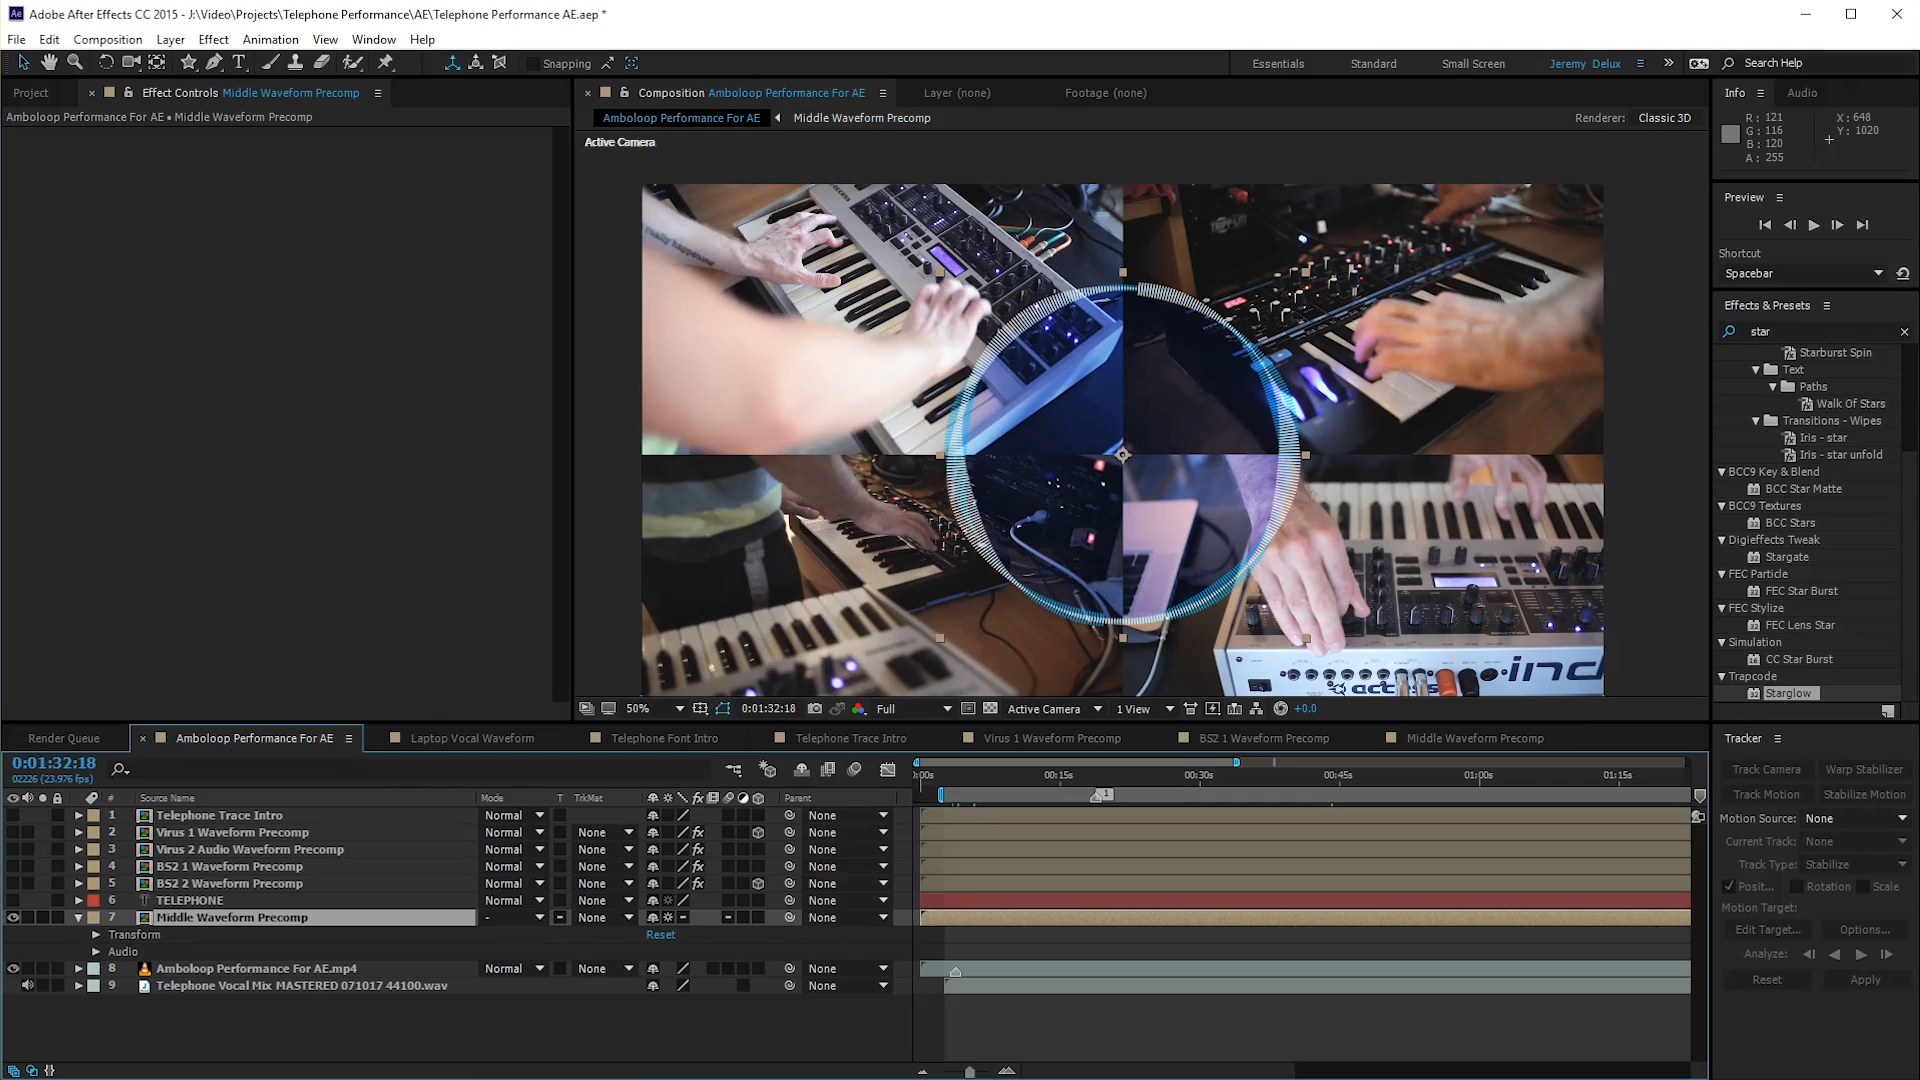 Adobe After Effects CC 2015 - J:\Video\Projects\Telephone Performance\AE\Telephone Performance AE.aep *
File Edit Composition Layer Effect Animation View Window Help
Snapping Essentials Standard Small Screen Jeremy Delux Search Help
Project Effect Controls Middle Waveform Precomp
Amboloop Performance For AE • Middle Waveform Precomp
Composition Amboloop Performance For AE Layer (none) Footage (none)
Amboloop Performance For AE Middle Waveform Precomp Renderer: Classic 3D
Active Camera
access
really happening
access
50% 0:01:32:18 Full Active Camera 1 View +0.0
Info Audio
R: 121 X: 648
G: 116 Y: 1020
B: 120
A: 255
Preview
Shortcut
Spacebar
Effects & Presets
star
Starburst Spin
Text
Paths
Walk Of Stars
Transitions - Wipes
Iris - star
Iris - star unfold
BCC9 Key & Blend
BCC Star Matte
BCC9 Textures
BCC Stars
Digieffects Tweak
Stargate
FEC Particle
FEC Star Burst
FEC Stylize
FEC Lens Star
Simulation
CC Star Burst
Trapcode
Starglow
Render Queue Amboloop Performance For AE Laptop Vocal Waveform Telephone Font Intro Telephone Trace Intro Virus 1 Waveform Precomp BS2 1 Waveform Precomp Middle Waveform Precomp
0:01:32:18
02226 (23.976 fps)
:00s 00:15s 00:30s 00:45s 01:00s 01:15s
1
# Source Name Mode T TrkMat Parent
1 Telephone Trace Intro Normal None
2 Virus 1 Waveform Precomp Normal None fx None
3 Virus 2 Audio Waveform Precomp Normal None fx None
4 BS2 1 Waveform Precomp Normal None fx None
5 BS2 2 Waveform Precomp Normal None fx None
6 T TELEPHONE Normal None None
7 Middle Waveform Precomp - None None
Transform Reset
Audio
8 Amboloop Performance For AE.mp4 Normal None None
9 Telephone Vocal Mix MASTERED 071017 44100.wav None
Tracker
Track Camera Warp Stabilizer
Track Motion Stabilize Motion
Motion Source: None
Current Track: None
Track Type: Stabilize
Posit... Rotation Scale
Motion Target:
Edit Target... Options...
Analyze:
Reset Apply